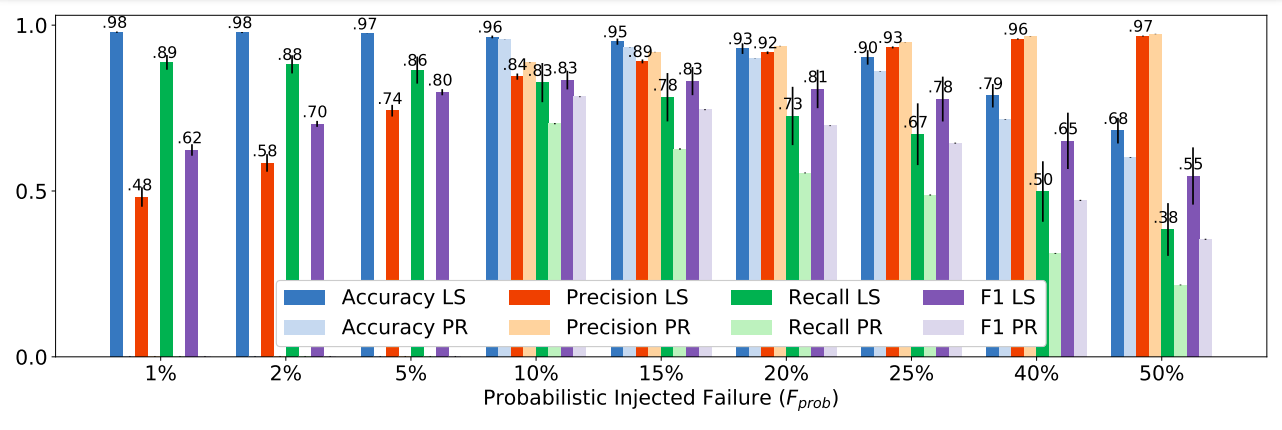 1.0
0.5
0.0
.98 .48 .89 .62
.98 .58 .88 .70
.97 .74 .86 .80
.96 .84 .83 .83
.95 .89 .78 .83
.93 .92 .73 .81
.90 .93 .67 .78
.79 .96 .50 .65
.68 .97 .38 .55
Accuracy LS Precision LS Recall LS F1 LS
Accuracy PR Precision PR Recall PR F1 PR
1% 2% 5% 10% 15% 20% 25% 40% 50%
Probabilistic Injected Failure (F_prob)